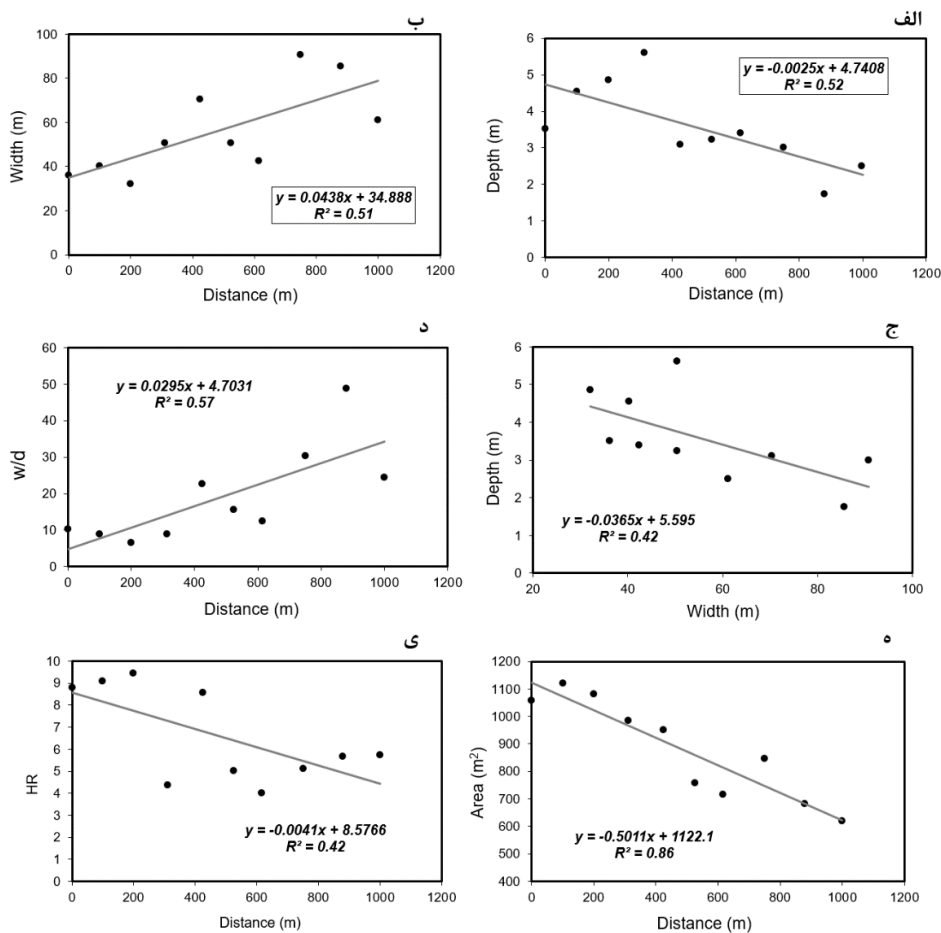 الف
Depth (m)
6
5
4
3
2
1
0
y = -0.0025x + 4.7408
R² = 0.52
0 200 400 600 800 1000 1200
Distance (m)
ب
Width (m)
100
80
60
40
20
0
y = 0.0438x + 34.888
R² = 0.51
0 200 400 600 800 1000 1200
Distance (m)
ج
Depth (m)
6
5
4
3
2
1
0
y = -0.0365x + 5.595
R² = 0.42
20 40 60 80 100
Width (m)
د
w/d
60
50
40
30
20
10
0
y = 0.0295x + 4.7031
R² = 0.57
0 200 400 600 800 1000 1200
Distance (m)
ه
Area (m²)
1200
1100
1000
900
800
700
600
500
400
y = -0.5011x + 1122.1
R² = 0.86
0 200 400 600 800 1000 1200
Distance (m)
ی
HR
10
9
8
7
6
5
4
3
2
1
0
y = -0.0041x + 8.5766
R² = 0.42
0 200 400 600 800 1000 1200
Distance (m)